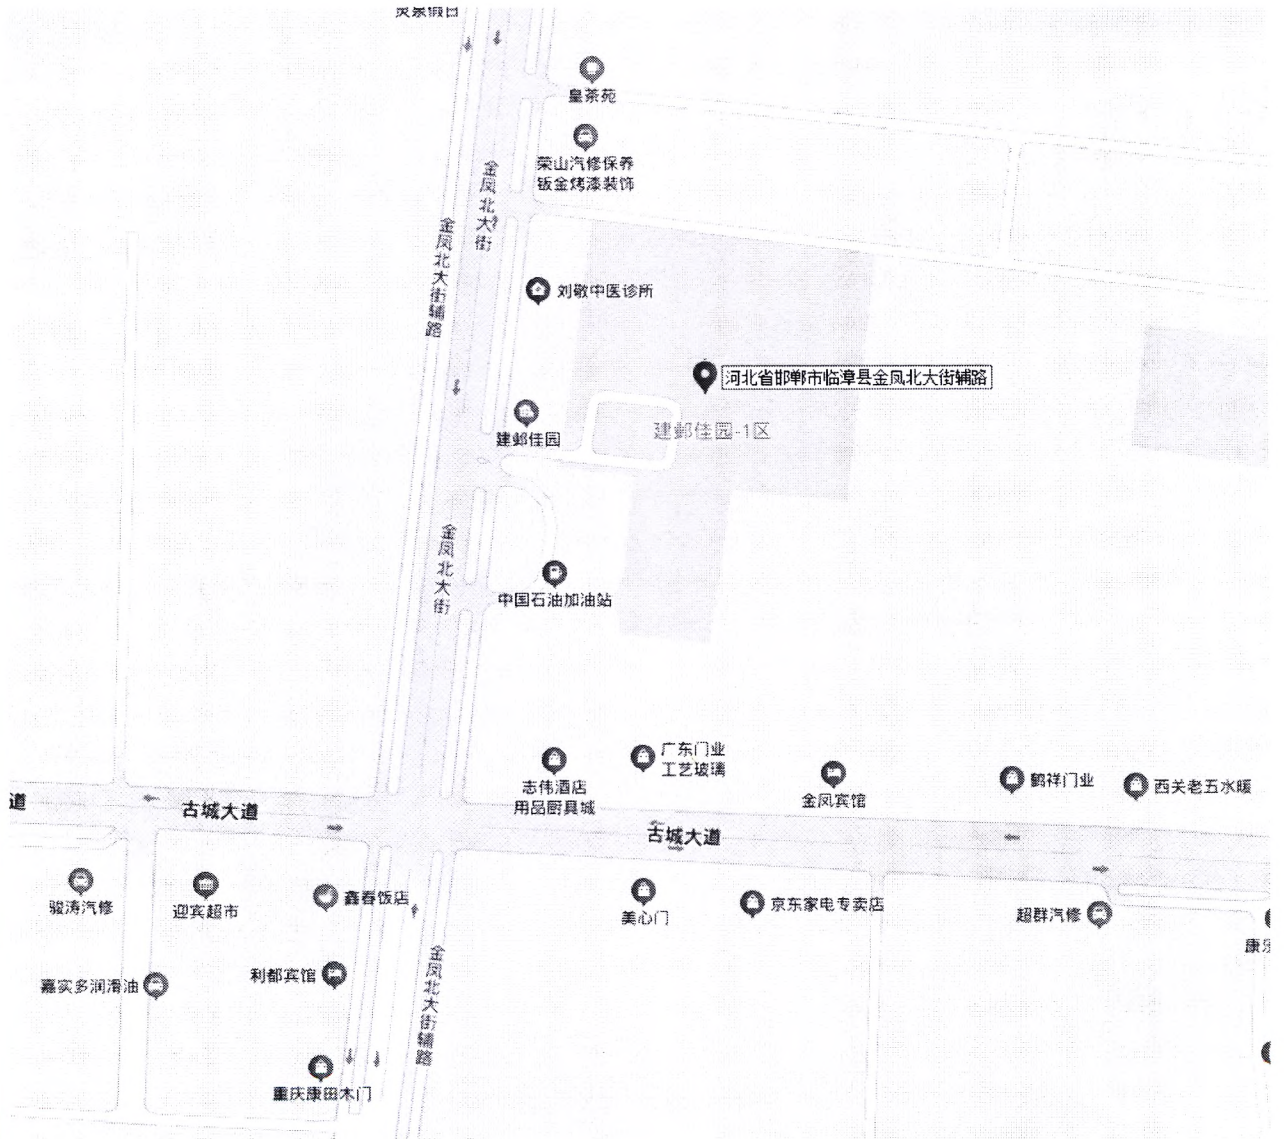 灵泉假日
皇茶苑
荣山汽修保养
钣金烤漆装饰
金凤北大街
金凤北大街辅路
刘敬中医诊所
河北省邯郸市临漳县金凤北大街辅路
建邺佳园
建邺佳园-1区
金凤北大街
中国石油加油站
广东门业
工艺玻璃
志伟酒店
用品厨具城
金凤宾馆
鹤祥门业
西关老五水暖
道
古城大道
古城大道
骏涛汽修
迎宾超市
鑫春饭店
美心门
京东家电专卖店
超群汽修
康乐
利都宾馆
嘉实多润滑油
金凤北大街辅路
重庆康田木门